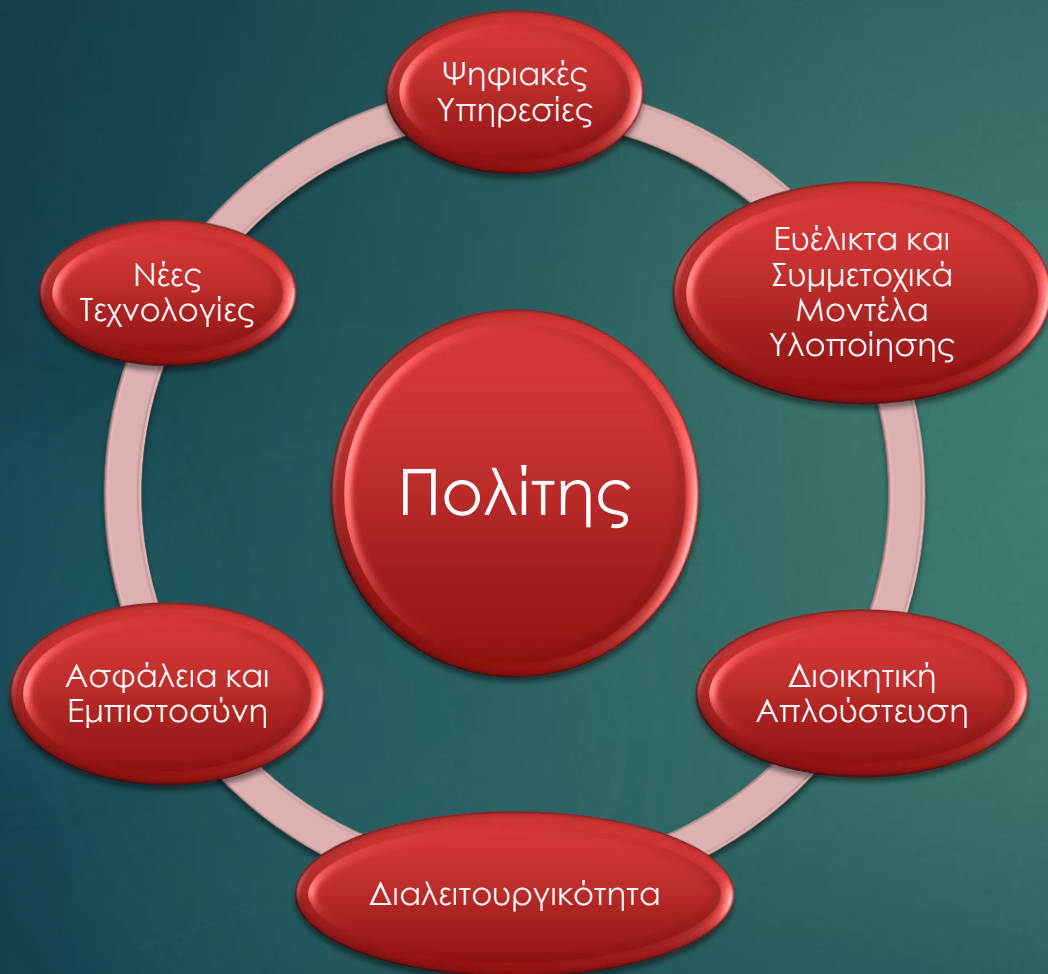 Ψηφιακές
Υπηρεσίες
Ευέλικτα και
Συμμετοχικά
Μοντέλα
Υλοποίησης
Διοικητική
Απλούστευση
Διαλειτουργικότητα
Ασφάλεια και
Εμπιστοσύνη
Νέες
Τεχνολογίες
Πολίτης